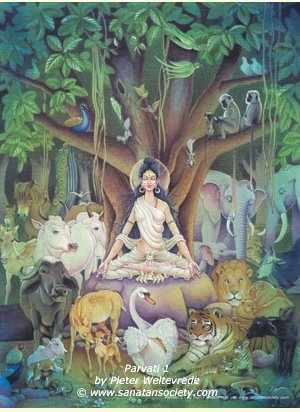 Parvati 1
by Pieter Weltevrede
© www.sanatansociety.com